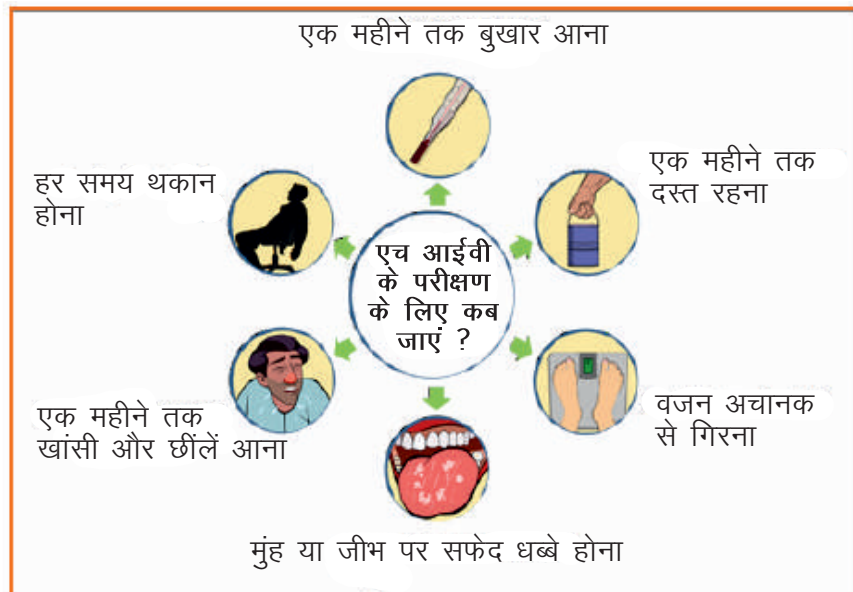 एक महीने तक बुखार आना
हर समय थकान
होना
एक महीने तक
दस्त रहना
एच आईवी
के परीक्षण
के लिए कब
जाएं ?
एक महीने तक
खांसी और छींलें आना
वजन अचानक
से गिरना
मुंह या जीभ पर सफेद धब्बे होना